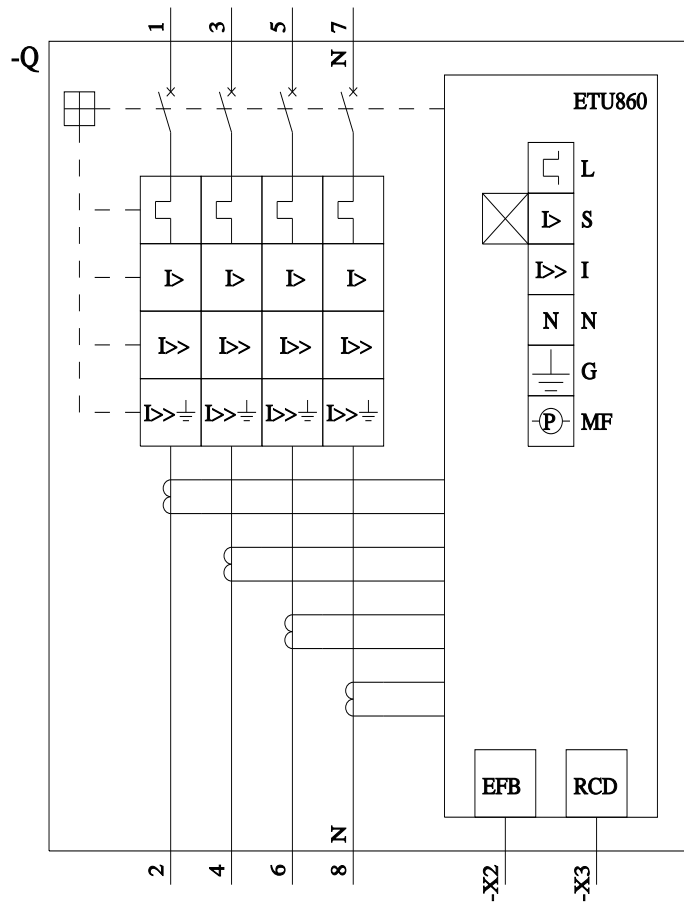 1 3 5 7
-Q N
ETU860
L
I> S
I> I> I> I>
I>> I
I>> I>> I>> I>>
N N
G
I>> I>> I>> I>>
P MF
EFB RCD
N
2 4 6 8 -X2 -X3